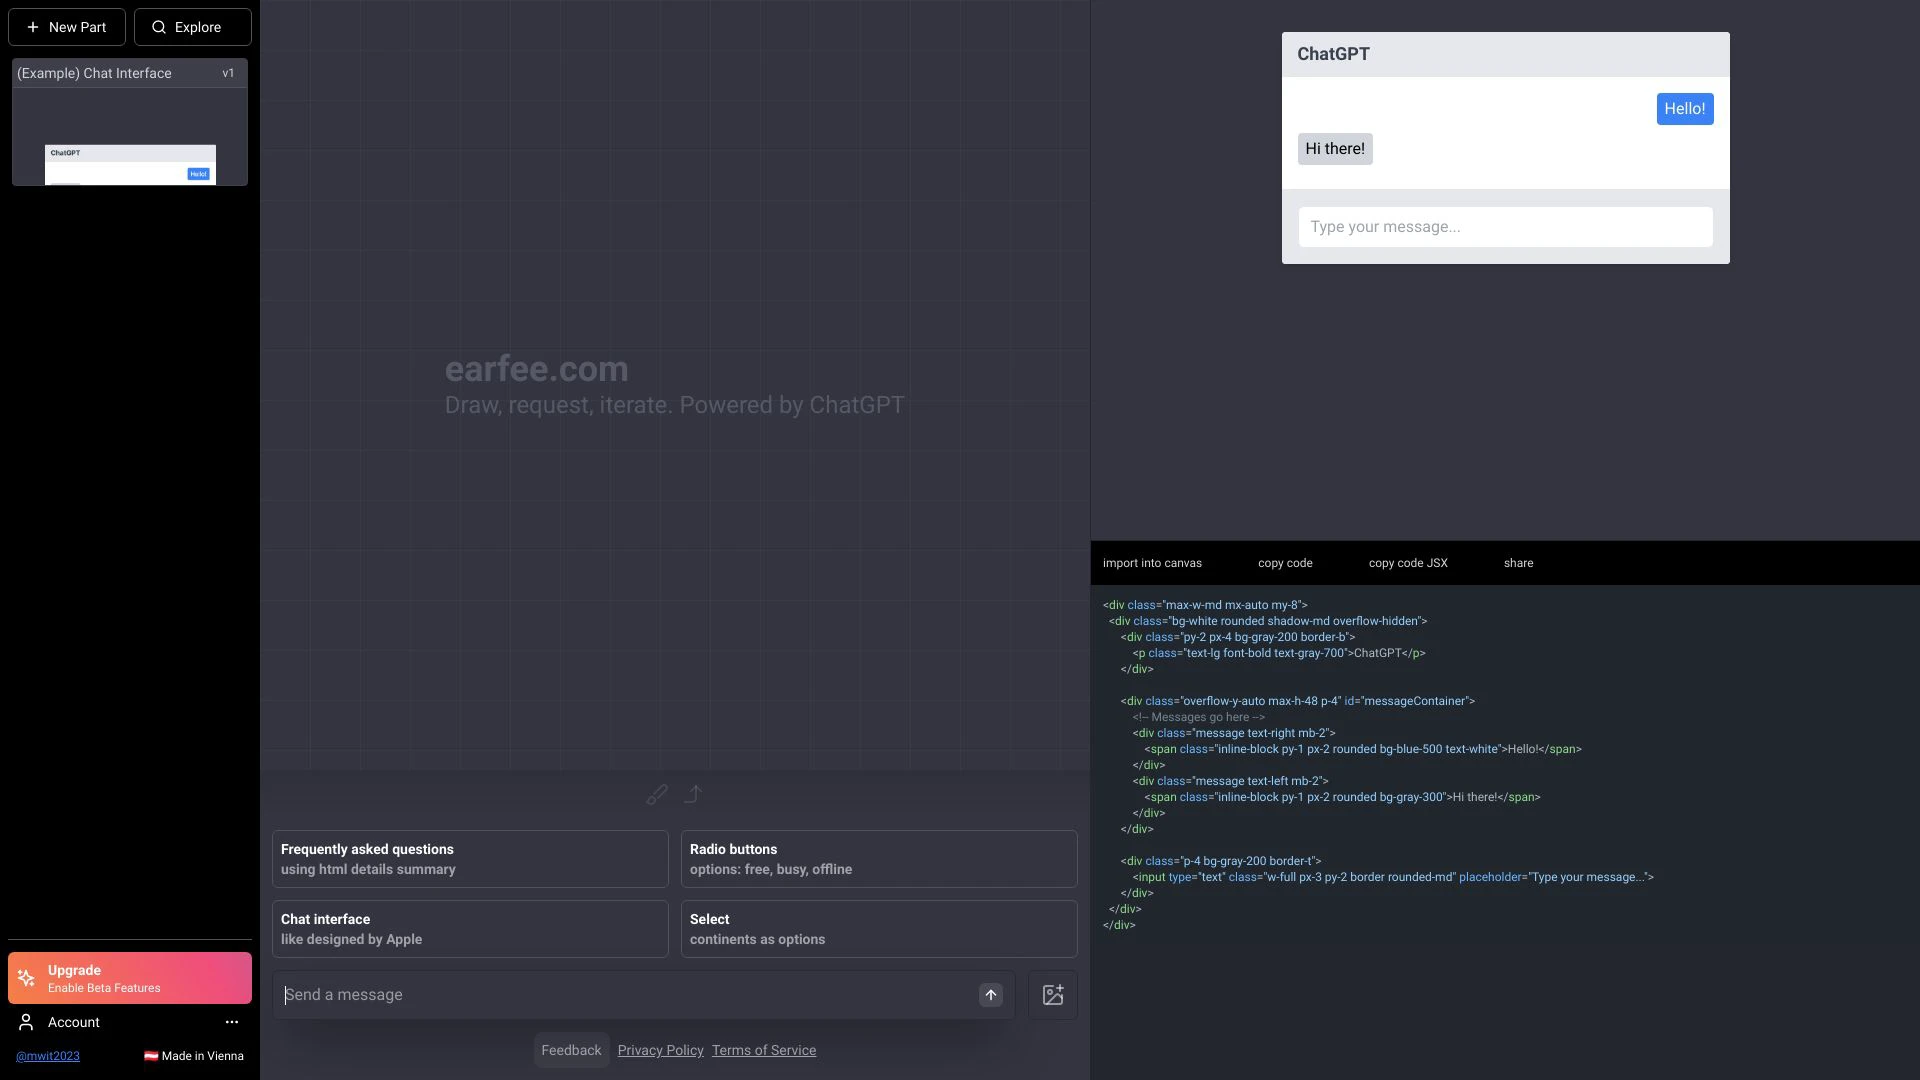 New Part
Explore
(Example) Chat Interface v1
ChatGPT
Hello!
Upgrade
Enable Beta Features
Account
@mwit2023
Made in Vienna
earfee.com
Draw, request, iterate. Powered by ChatGPT
Frequently asked questions
using html details summary
Radio buttons
options: free, busy, offline
Chat interface
like designed by Apple
Select
continents as options
Send a message
Feedback Privacy Policy Terms of Service
ChatGPT
Hello!
Hi there!
Type your message...
import into canvas copy code copy code JSX share
<div class="max-w-md mx-auto my-8">
<div class="bg-white rounded shadow-md overflow-hidden">
<div class="py-2 px-4 bg-gray-200 border-b">
<p class="text-lg font-bold text-gray-700">ChatGPT</p>
</div>
<div class="overflow-y-auto max-h-48 p-4" id="messageContainer">
<!-- Messages go here -->
<div class="message text-right mb-2">
<span class="inline-block py-1 px-2 rounded bg-blue-500 text-white">Hello!</span>
</div>
<div class="message text-left mb-2">
<span class="inline-block py-1 px-2 rounded bg-gray-300">Hi there!</span>
</div>
</div>
<div class="p-4 bg-gray-200 border-t">
<input type="text" class="w-full px-3 py-2 border rounded-md" placeholder="Type your message...">
</div>
</div>
</div>